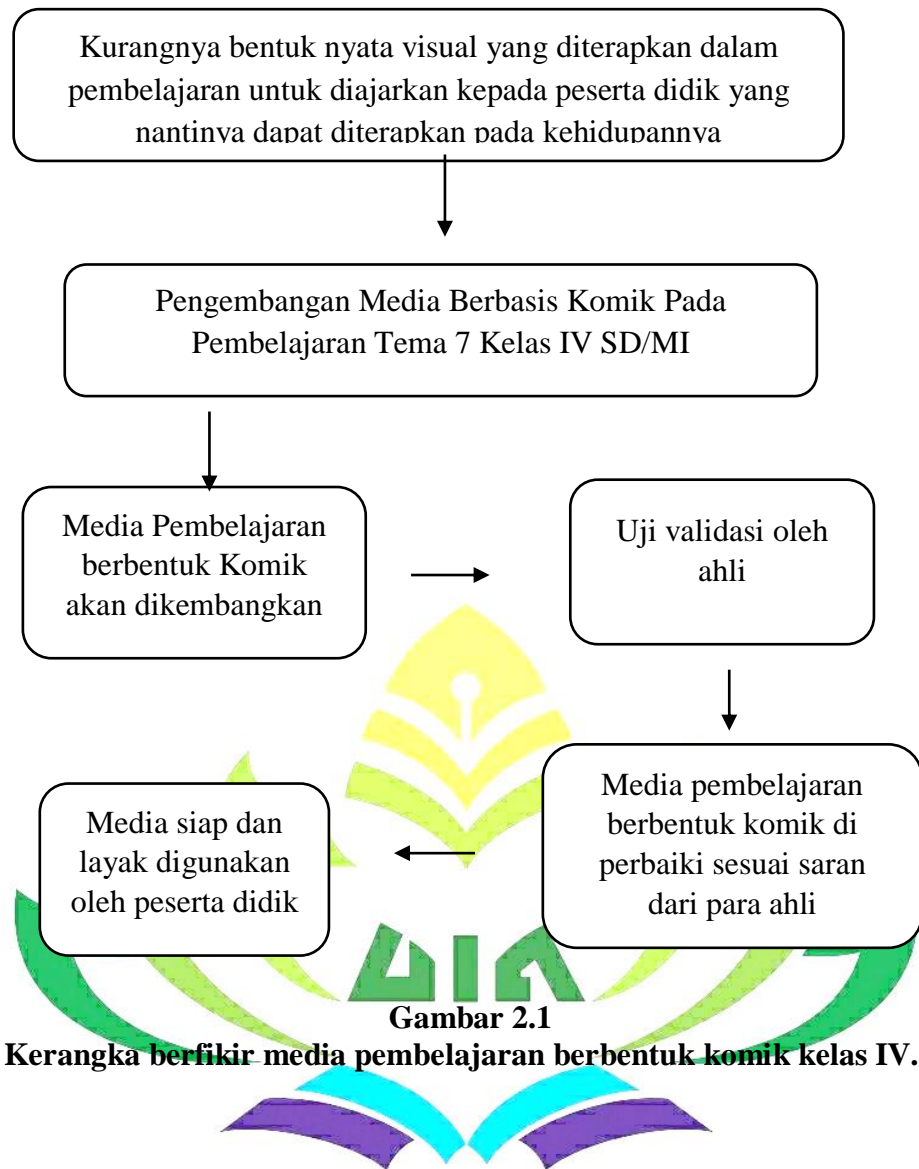 Kurangnya bentuk nyata visual yang diterapkan dalam
pembelajaran untuk diajarkan kepada peserta didik yang
nantinya dapat diterapkan pada kehidupannya
Pengembangan Media Berbasis Komik Pada
Pembelajaran Tema 7 Kelas IV SD/MI
Media Pembelajaran
berbentuk Komik
akan dikembangkan
Uji validasi oleh
ahli
Media pembelajaran
berbentuk komik di
perbaiki sesuai saran
dari para ahli
Media siap dan
layak digunakan
oleh peserta didik
Gambar 2.1
Kerangka berfikir media pembelajaran berbentuk komik kelas IV.